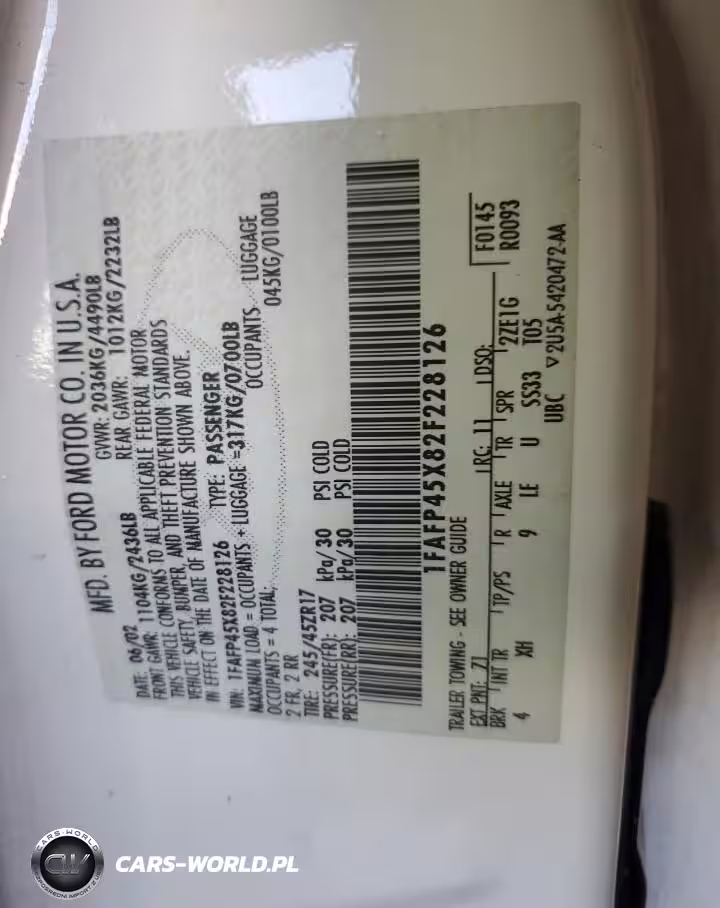 MFD. BY FORD MOTOR CO. IN U.S.A.
DATE: 06/02 GVWR: 2036KG/4490LB
FRONT GAWR: 1104KG/2436LB REAR GAWR: 1012KG/2232LB
THIS VEHICLE CONFORMS TO ALL APPLICABLE FEDERAL MOTOR
VEHICLE SAFETY, BUMPER, AND THEFT PREVENTION STANDARDS
IN EFFECT ON THE DATE OF MANUFACTURE SHOWN ABOVE.
VIN: 1FAFP45X82F228126 TYPE: PASSENGER
MAXIMUM LOAD = OCCUPANTS + LUGGAGE = 317KG/0700LB
OCCUPANTS = 4 TOTAL, OCCUPANTS LUGGAGE
2 FR, 2 RR 045KG/0100LB
TIRE: 245/45ZR17
PRESSURE(FR): 207 kPa/ 30 PSI COLD
PRESSURE(RR): 207 kPa/ 30 PSI COLD
1FAFP45X82F228126
TRAILER TOWING - SEE OWNER GUIDE F0145
EXT PNT: Z1 RC: 11 DSO: R0093
BRK INT TR TP/PS R AXLE TR SPR 2ZE1G
4 XH 9 LE U SS33 T05
UBC ▽2U5A-5420472-AA
CARS-WORLD
CW
CARS-WORLD.PL